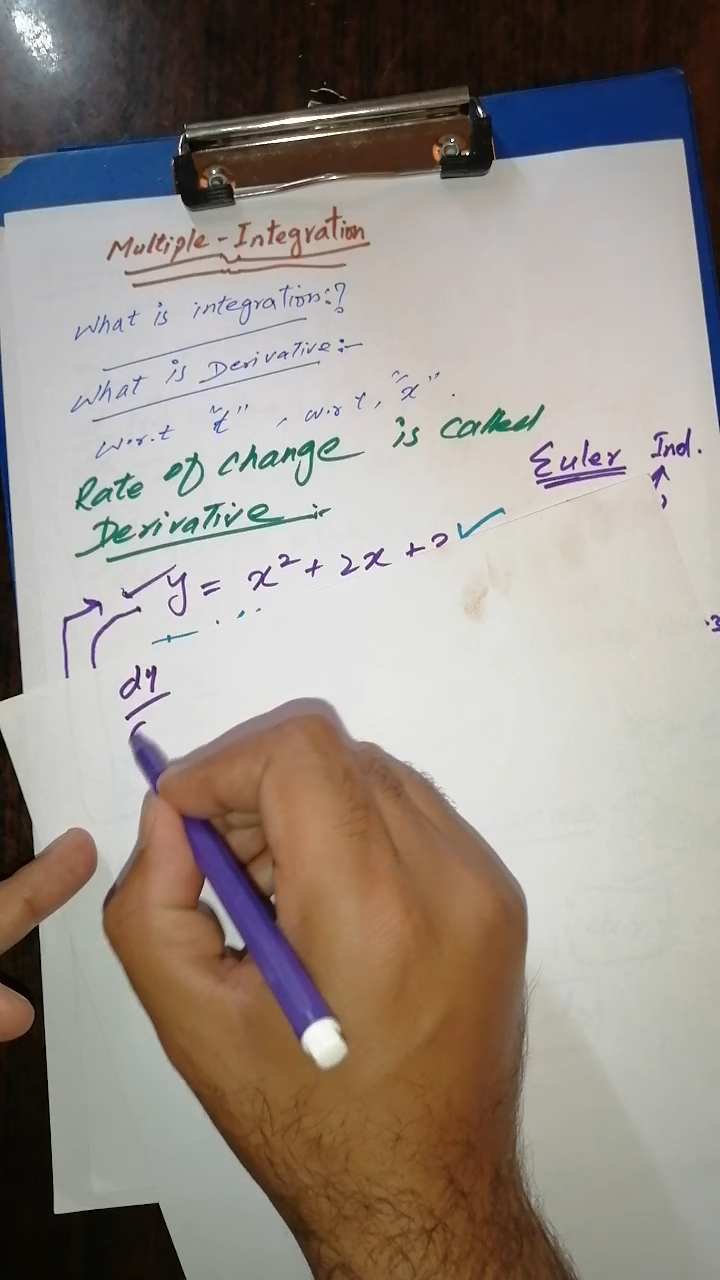 Multiple-Integration
What is integration:?
What is Derivative:-
w.r.t "t", w.r.t, "x".
Rate of change is called
Derivative :-
Euler Ind.
y = x² + 2x +
dy